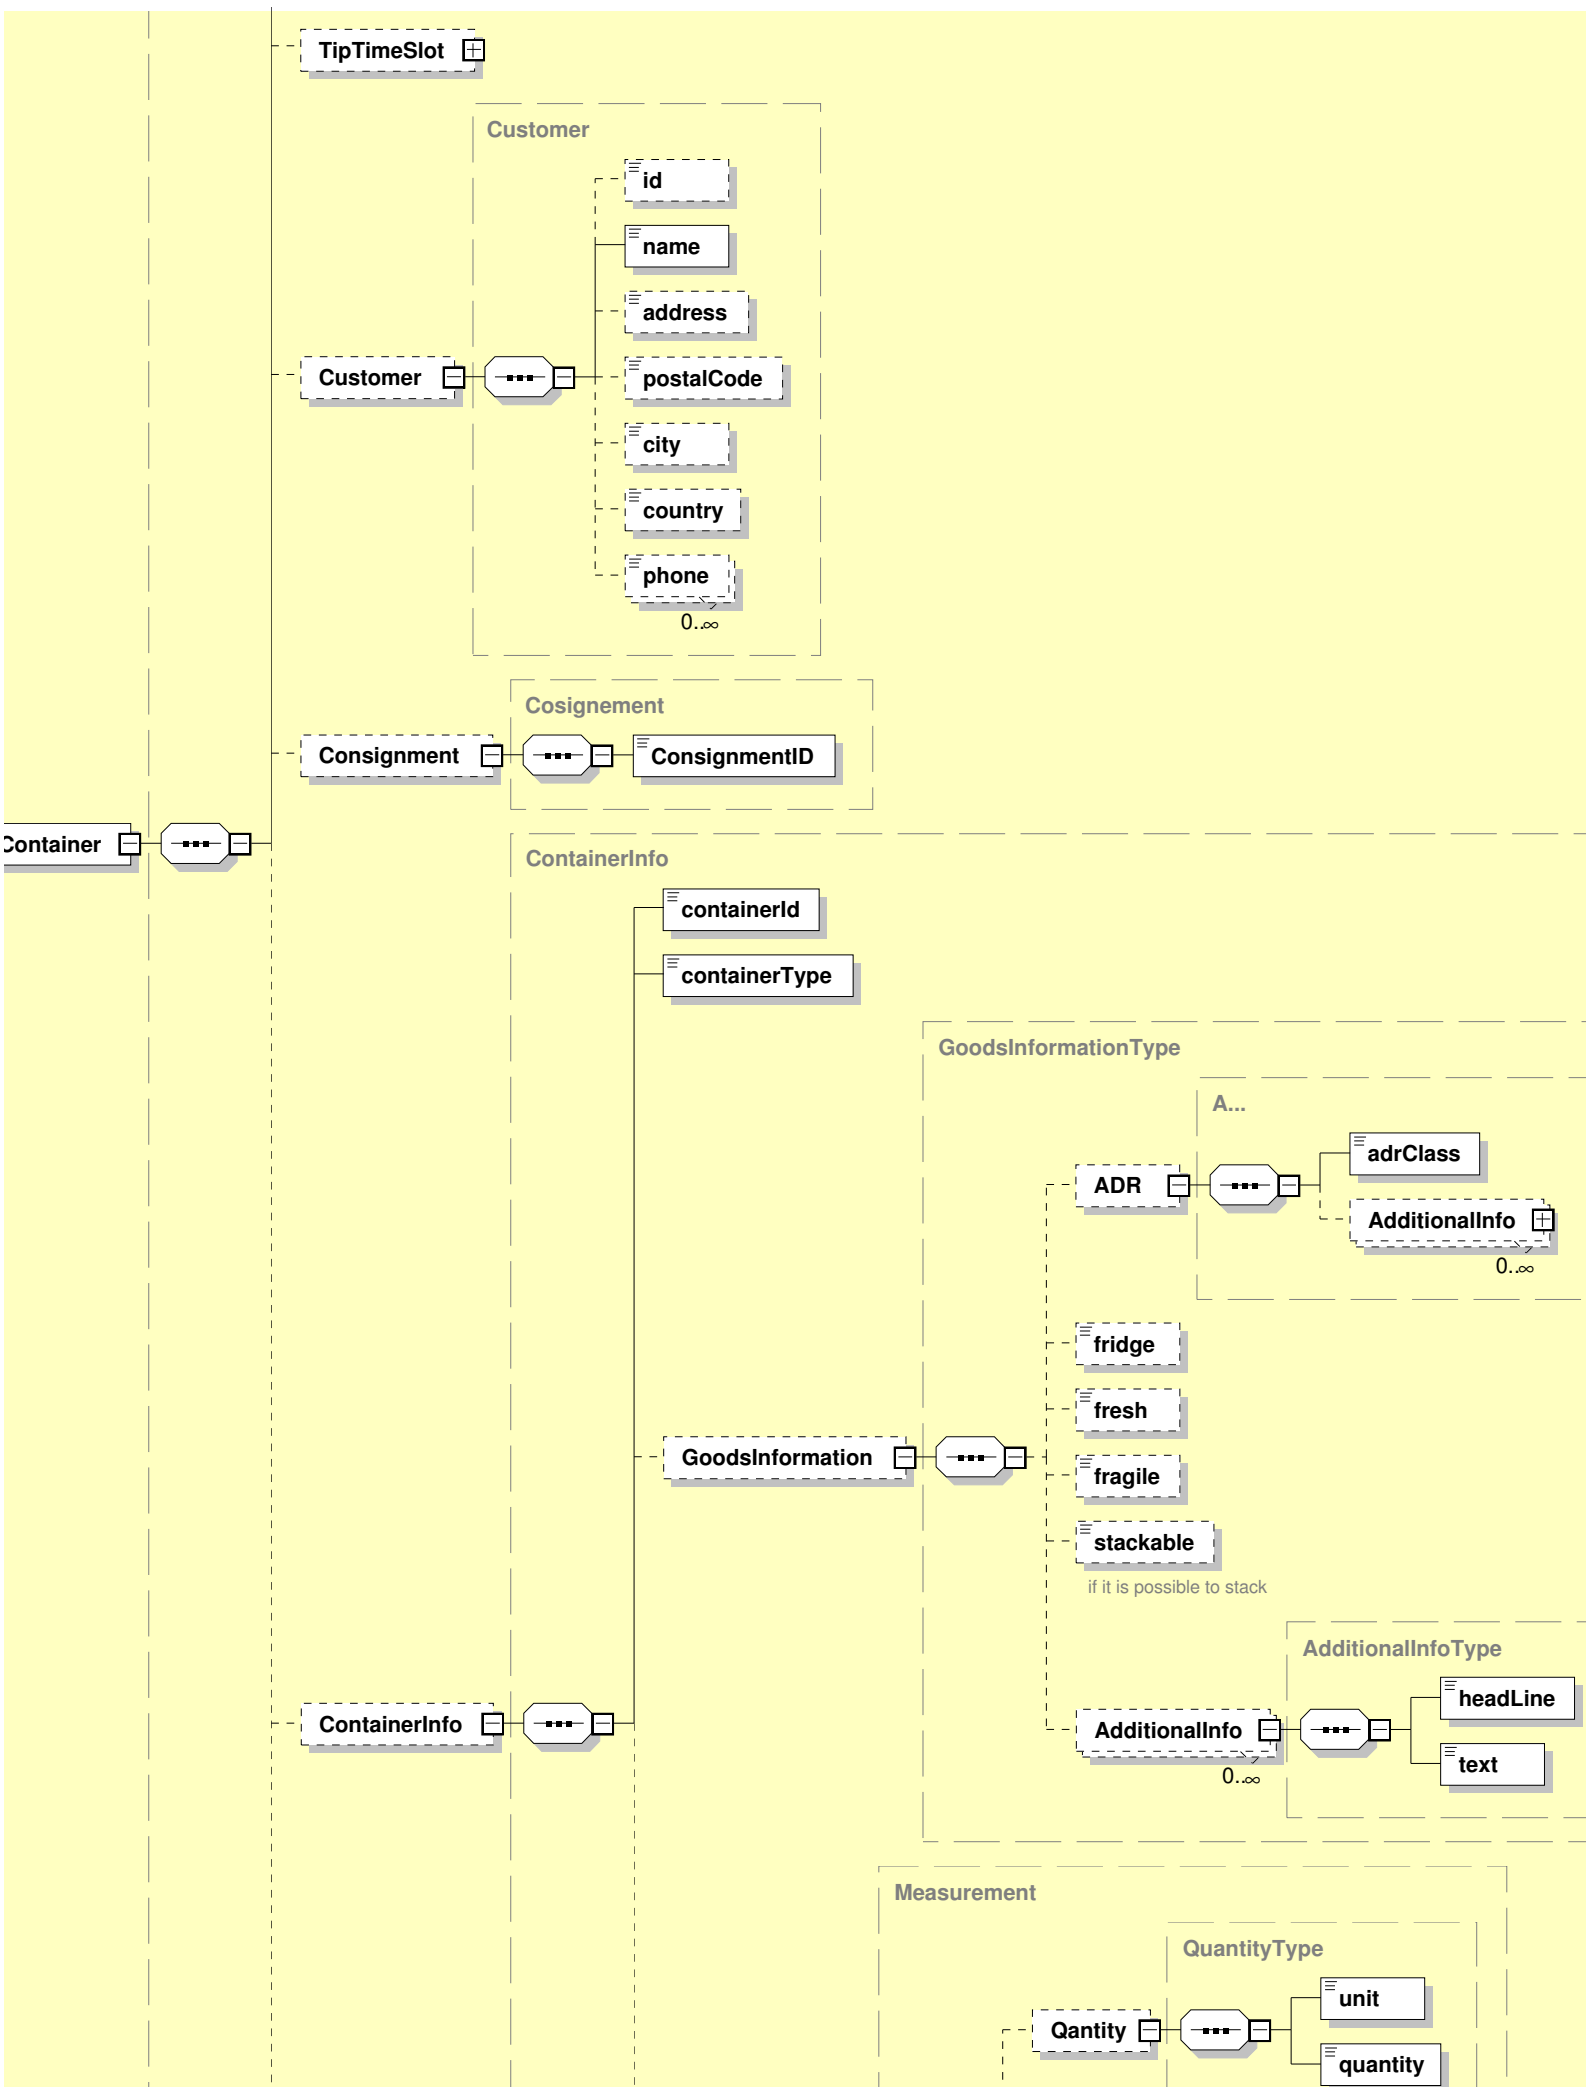 TipTimeSlot
Customer
id
name
address
Customer
postalCode
city
country
phone
0..∞
Cosignement
Consignment
ConsignmentID
Container
ContainerInfo
containerId
containerType
GoodsInformationType
A...
adrClass
ADR
AdditionalInfo
0..∞
fridge
fresh
GoodsInformation
fragile
stackable
if it is possible to stack
AdditionalInfoType
headLine
ContainerInfo
AdditionalInfo
text
0..∞
Measurement
QuantityType
unit
Qantity
quantity